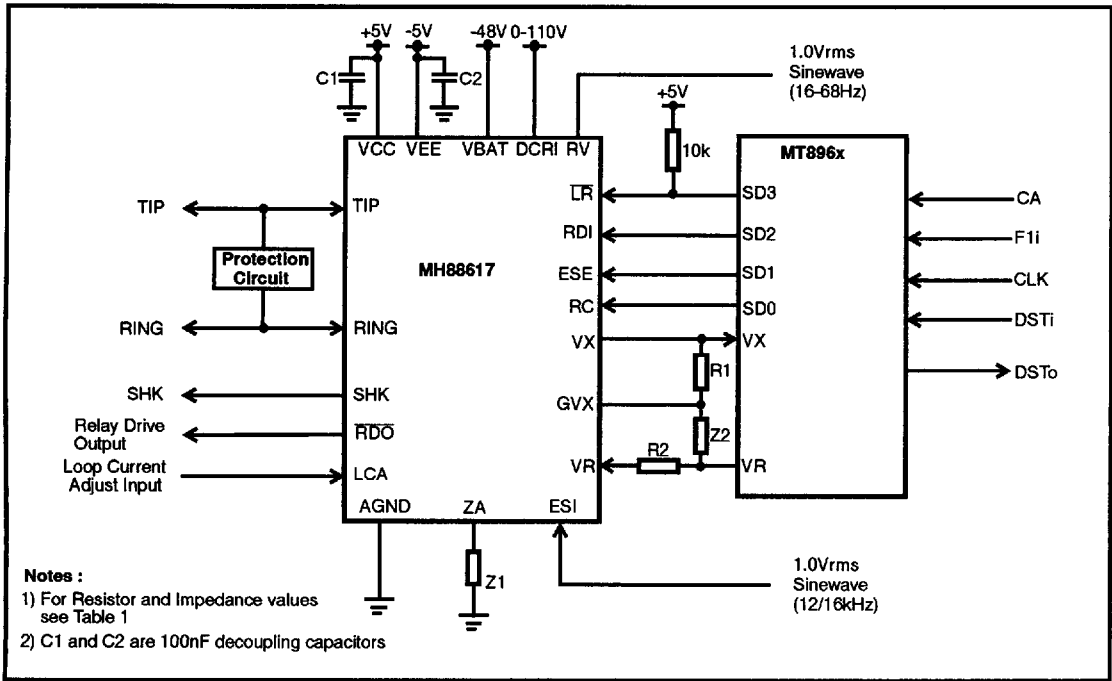 +5V -5V -48V 0-110V
1.0Vrms
Sinewave
(16-68Hz)
C1 C2
+5V
10k
VCC VEE VBAT DCRI RV
MT896x
TIP TIP
LR SD3 CA
RDI SD2 F1i
Protection
Circuit
MH88617
ESE SD1 CLK
RC SD0 DSTi
RING RING
VX VX
R1
DSTo
SHK SHK
GVX
Relay Drive
Output
RDO
Z2
R2
Loop Current
Adjust Input
LCA
VR VR
AGND ZA ESI
Z1
1.0Vrms
Sinewave
(12/16kHz)
Notes :
1) For Resistor and Impedance values
see Table 1
2) C1 and C2 are 100nF decoupling capacitors